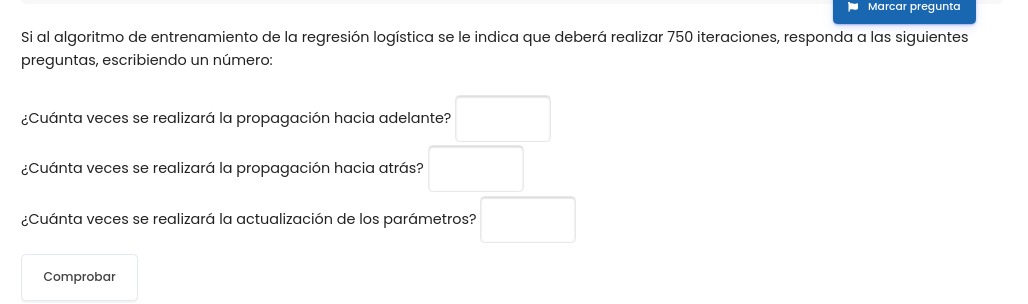 Marcar pregunta
Si al algoritmo de entrenamiento de la regresión logística se le indica que deberá realizar 750 iteraciones, responda a las siguientes
preguntas, escribiendo un número:
¿Cuánta veces se realizará la propagación hacia adelante?
¿Cuánta veces se realizará la propagación hacia atrás?
¿Cuánta veces se realizará la actualización de los parámetros?
Comprobar